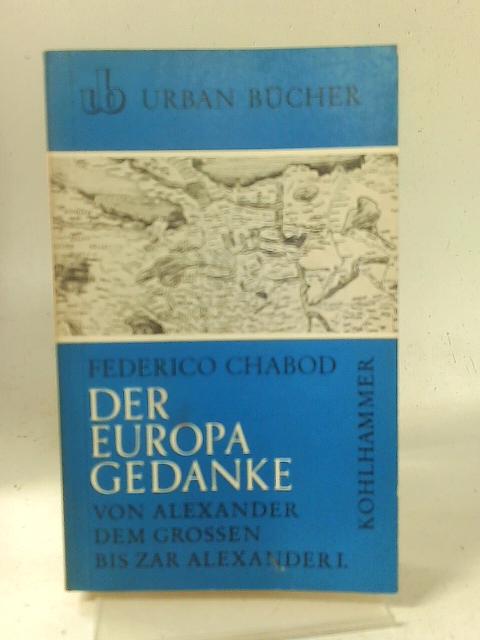 ub URBAN BÜCHER
FEDERICO CHABOD
DER
EUROPA
GEDANKE
VON ALEXANDER
DEM GROSSEN
BIS ZAR ALEXANDER I.
KOHLHAMMER